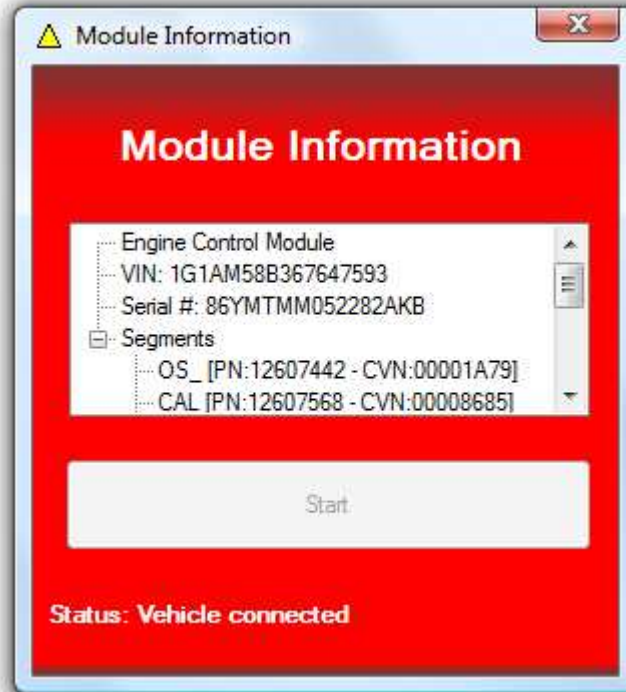 Module Information
Module Information
Engine Control Module
VIN: 1G1AM58B367647593
Serial #: 86YMTMM052282AKB
Segments
OS_ [PN:12607442 - CVN:00001A79]
CAL [PN:12607568 - CVN:00008685]
Start
Status: Vehicle connected